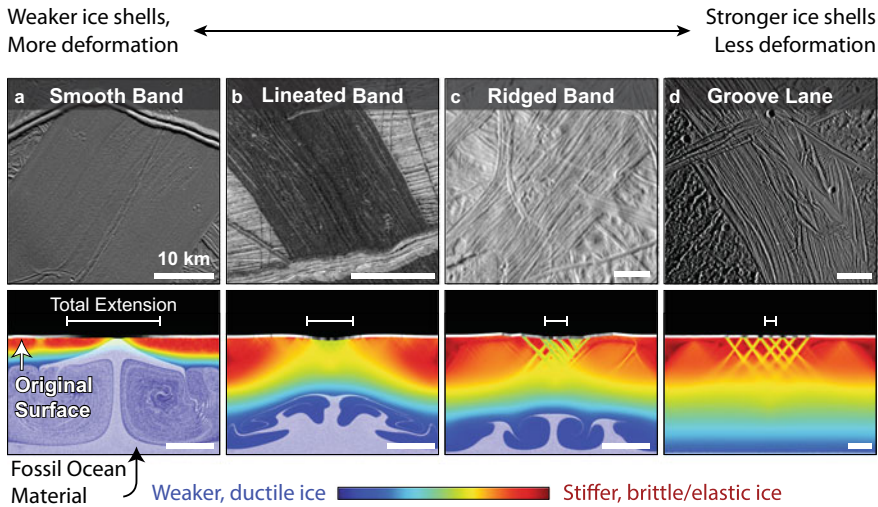 Weaker ice shells,
More deformation
Stronger ice shells
Less deformation
a Smooth Band
b Lineated Band
c Ridged Band
d Groove Lane
10 km
Total Extension
Original
Surface
Fossil Ocean
Material
Weaker, ductile ice
Stiffer, brittle/elastic ice